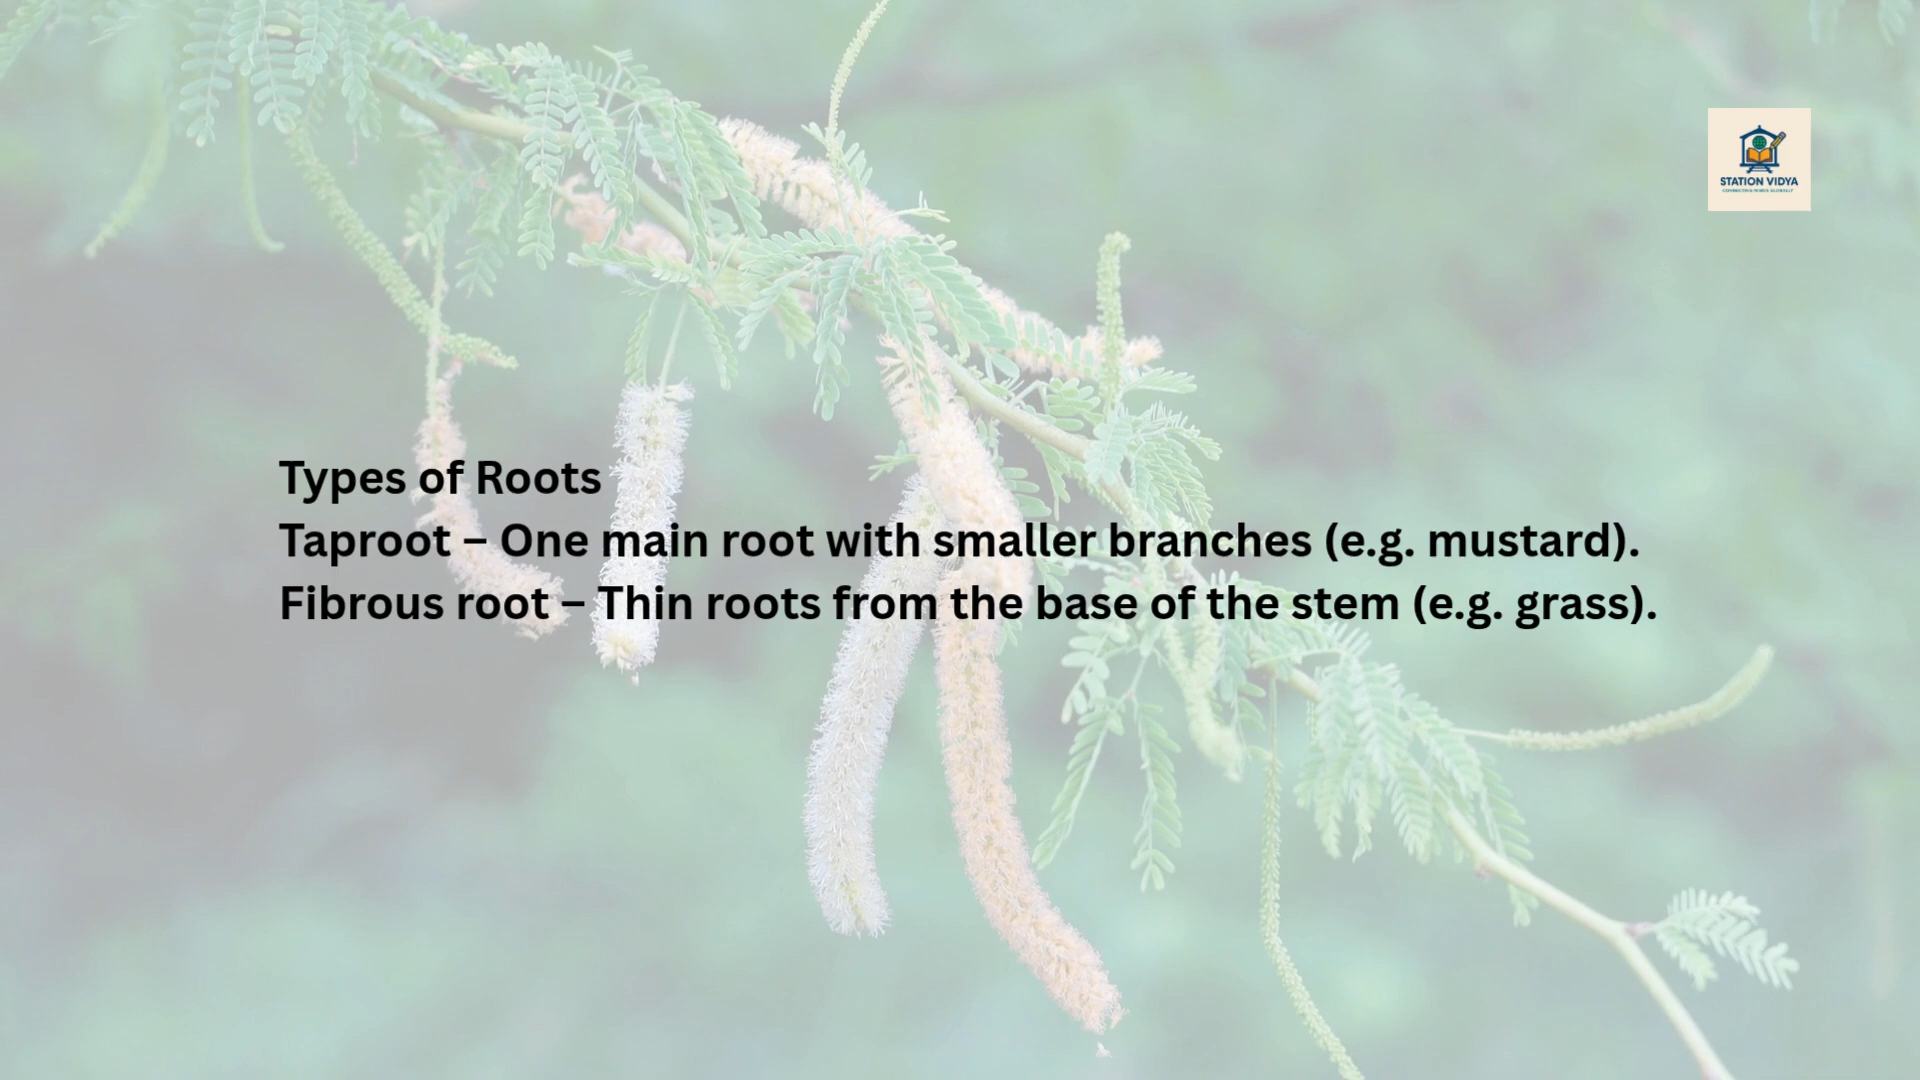 STATION VIDYA
Types of Roots
Taproot – One main root with smaller branches (e.g. mustard).
Fibrous root – Thin roots from the base of the stem (e.g. grass).